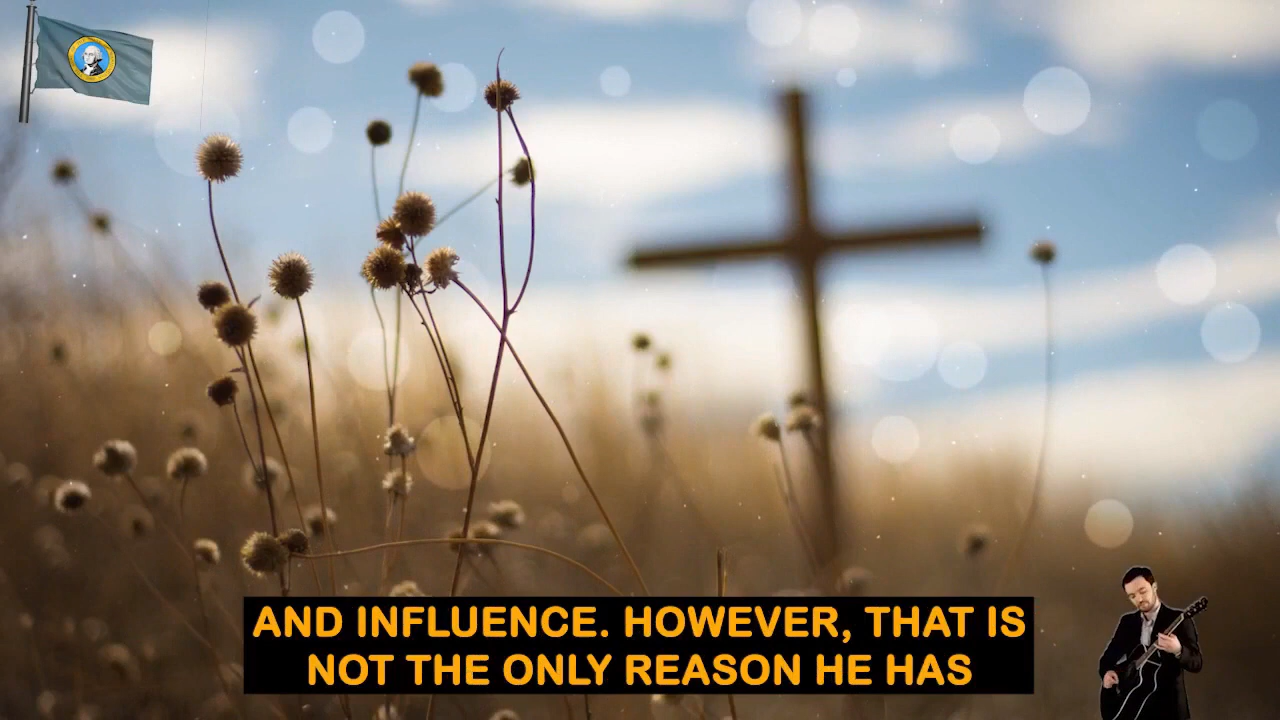 AND INFLUENCE. HOWEVER, THAT IS
NOT THE ONLY REASON HE HAS